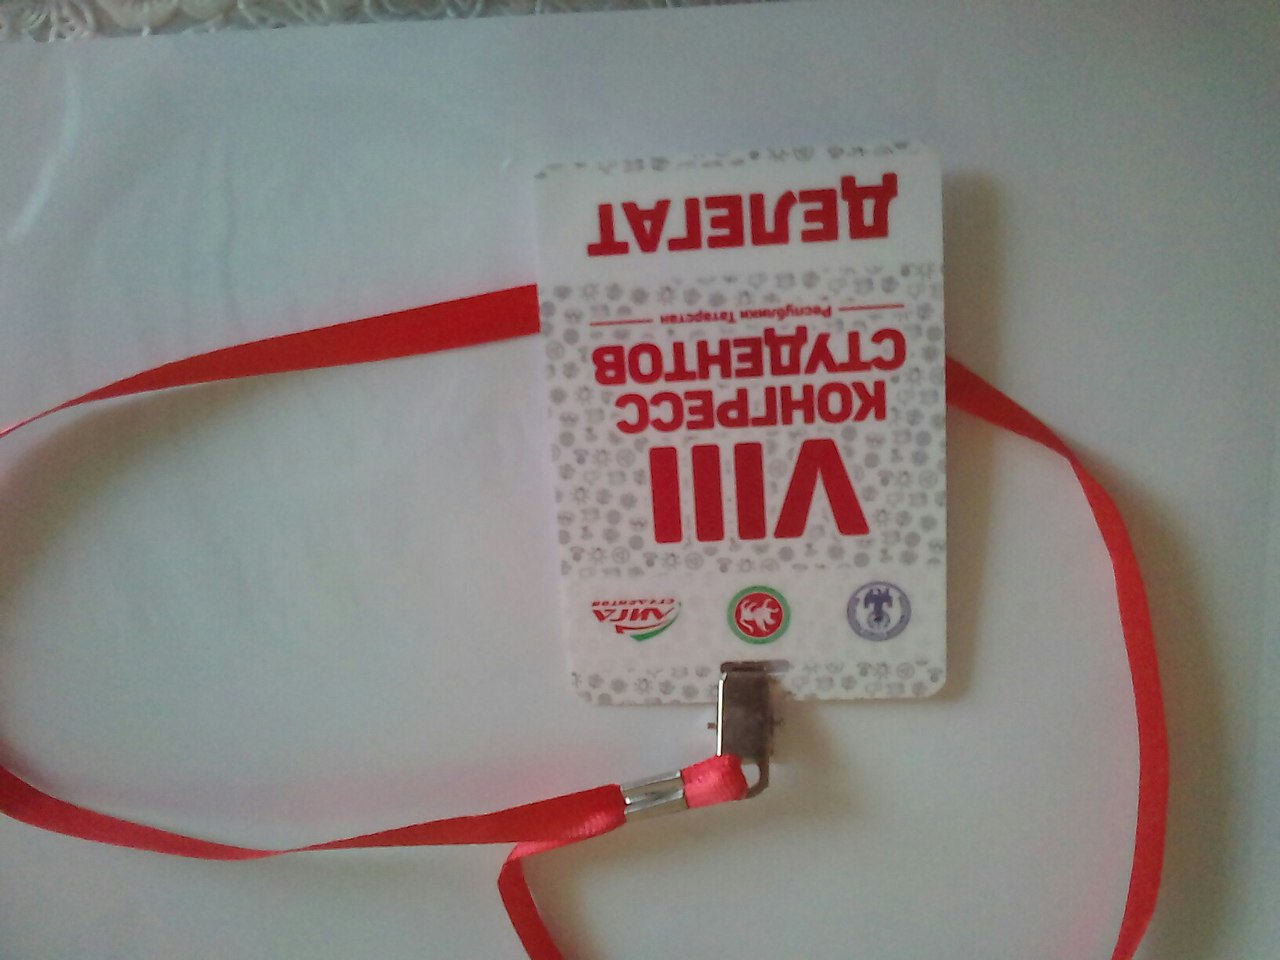 ЛИГА
СТУДЕНТОВ
VIII
КОНГРЕСС
СТУДЕНТОВ
Республики Татарстан
ДЕЛЕГАТ